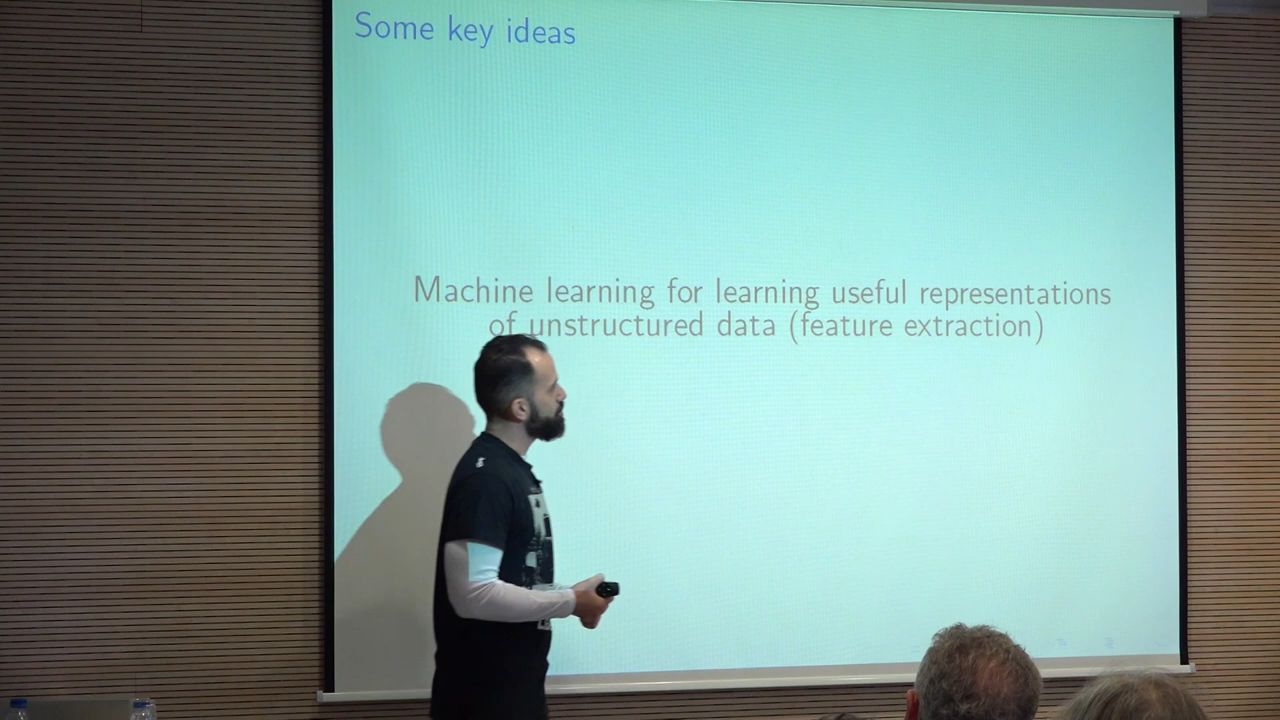 Some key ideas
Machine learning for learning useful representations
of unstructured data (feature extraction)